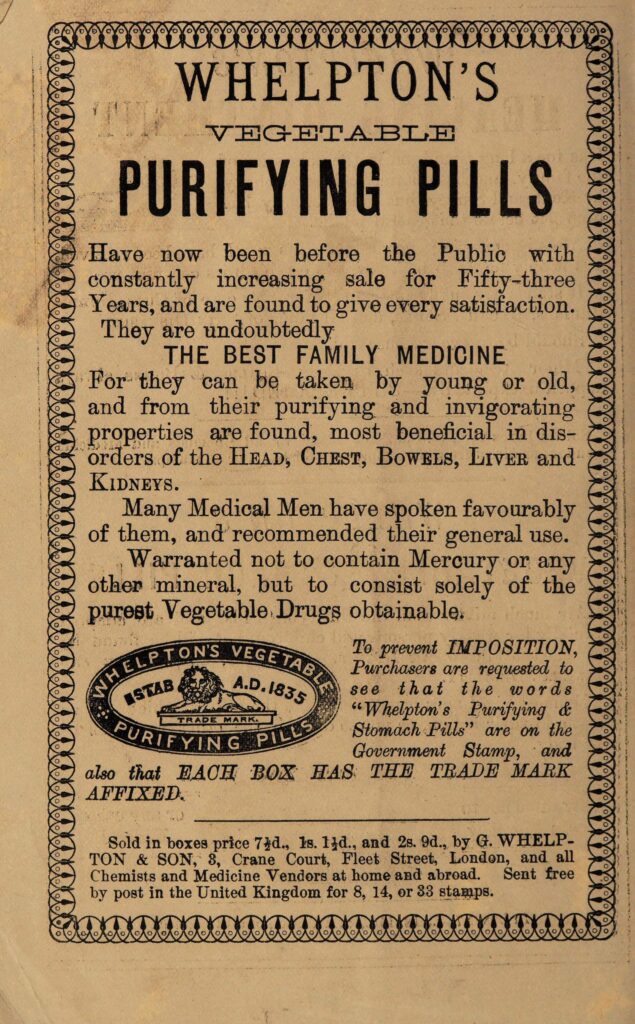 WHELPTON'S
VEGETABLE
PURIFYING PILLS
Have now been before the Public with
constantly increasing sale for Fifty-three
Years, and are found to give every satisfaction.
They are undoubtedly
THE BEST FAMILY MEDICINE
For they can be taken by young or old,
and from their purifying and invigorating
properties are found, most beneficial in dis-
orders of the HEAD, CHEST, BOWELS, LIVER and
KIDNEYS.
Many Medical Men have spoken favourably
of them, and recommended their general use.
Warranted not to contain Mercury or any
other mineral, but to consist solely of the
purest Vegetable Drugs obtainable.
WHELPTON'S VEGETABLE
ESTAB A.D. 1835
TRADE MARK.
PURIFYING PILLS
To prevent IMPOSITION,
Purchasers are requested to
see that the words
"Whelpton's Purifying &
Stomach Pills" are on the
Government Stamp, and
also that EACH BOX HAS THE TRADE MARK
AFFIXED.
Sold in boxes price 7½d., 1s. 1½d., and 2s. 9d., by G. WHELP-
TON & SON, 3, Crane Court, Fleet Street, London, and all
Chemists and Medicine Vendors at home and abroad. Sent free
by post in the United Kingdom for 8, 14, or 33 stamps.